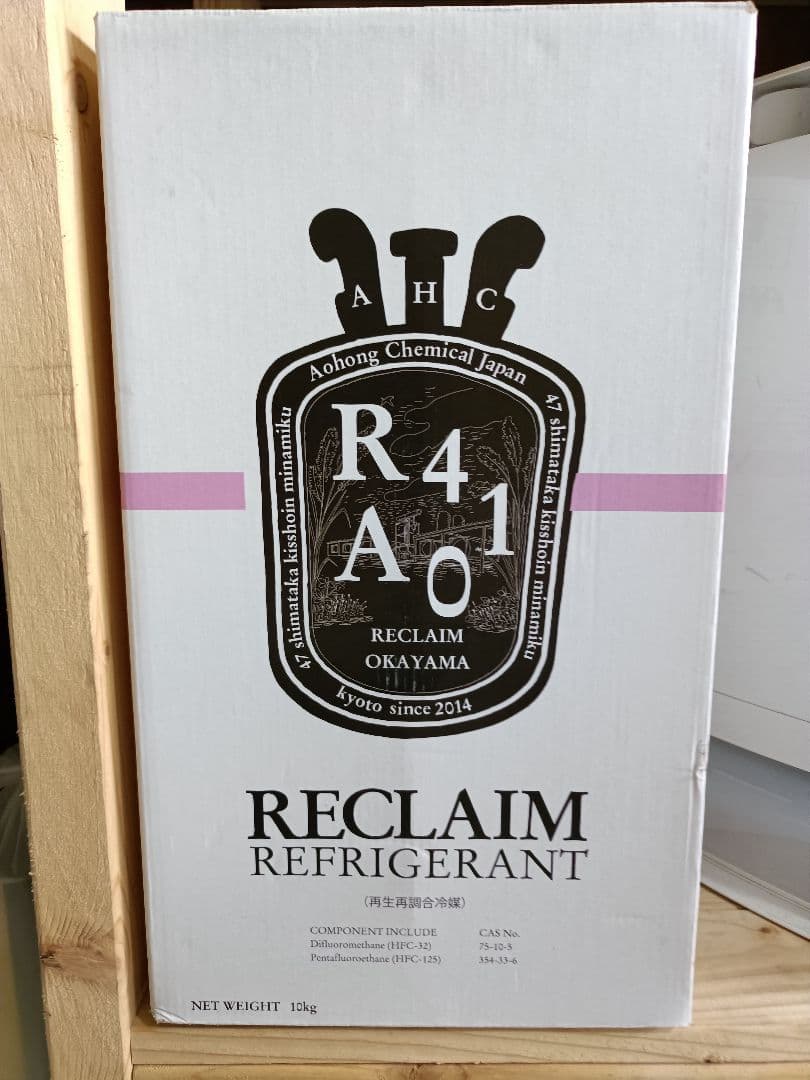 A H C
Aohong Chemical Japan
47 shimataka kisshoin minamiku
47 shimataka kisshoin minamiku
R410A
RECLAIM
OKAYAMA
kyoto since 2014
RECLAIM
REFRIGERANT
(再生再調合冷媒)
COMPONENT INCLUDE CAS No.
Difluoromethane (HFC-32) 75-10-5
Pentafluoroethane (HFC-125) 354-33-6
NET WEIGHT 10kg